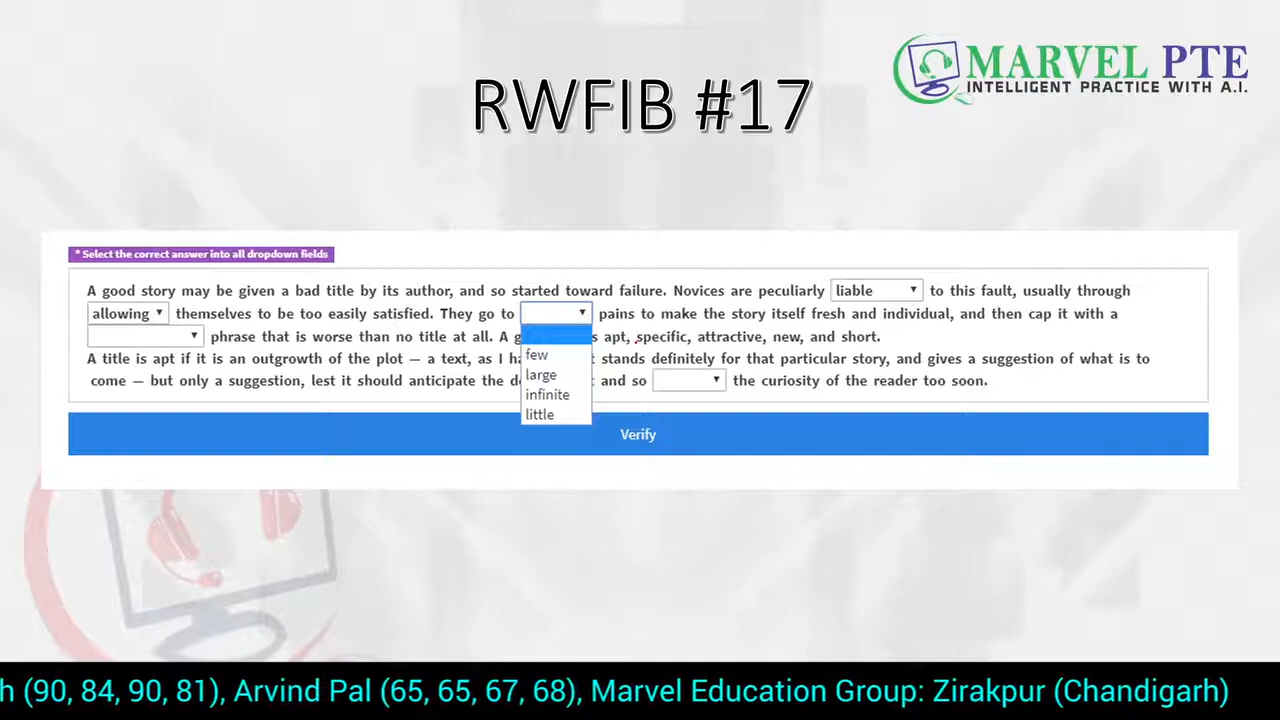 MARVEL PTE
INTELLIGENT PRACTICE WITH A.I.
RWFIB #17
* Select the correct answer into all dropdown fields
A good story may be given a bad title by its author, and so started toward failure. Novices are peculiarly liable to this fault, usually through
allowing themselves to be too easily satisfied. They go to pains to make the story itself fresh and individual, and then cap it with a
phrase that is worse than no title at all. A g s apt, specific, attractive, new, and short.
A title is apt if it is an outgrowth of the plot — a text, as I ha t stands definitely for that particular story, and gives a suggestion of what is to
come — but only a suggestion, lest it should anticipate the d t and so the curiosity of the reader too soon.
few
large
infinite
little
Verify
h (90, 84, 90, 81), Arvind Pal (65, 65, 67, 68), Marvel Education Group: Zirakpur (Chandigarh)